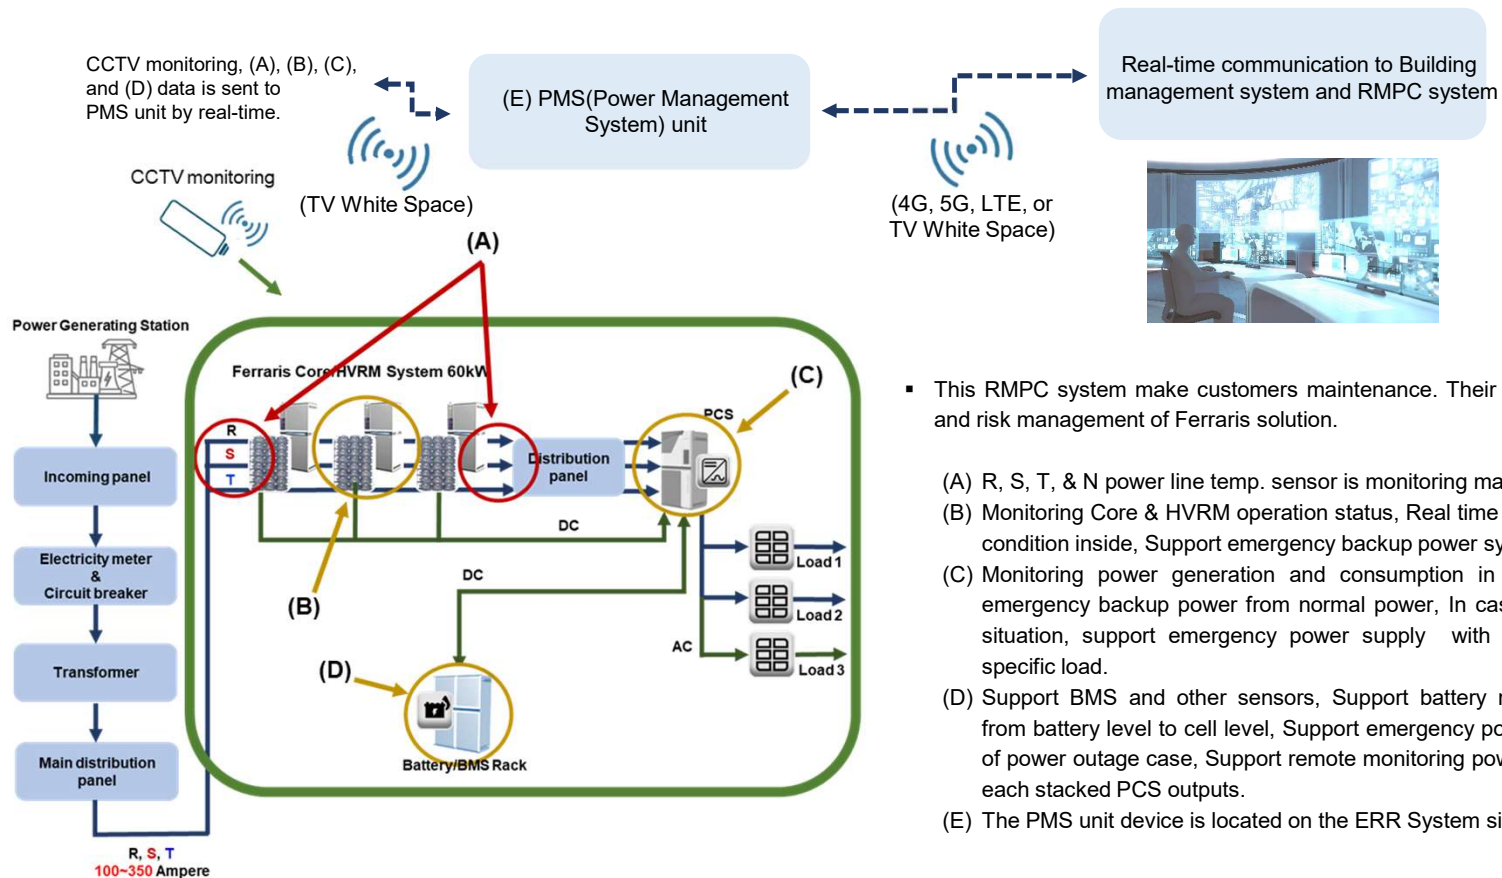 CCTV monitoring, (A), (B), (C),
and (D) data is sent to
PMS unit by real-time.
(E) PMS(Power Management
System) unit
Real-time communication to Building
management system and RMPC system
CCTV monitoring
(TV White Space)
(4G, 5G, LTE, or
TV White Space)
(A)
Power Generating Station
Ferraris Core/HVRM System 60kW
(C)
PCS
R
S
T
Incoming panel
Distribution
panel
DC
Electricity meter
&
Circuit breaker
Load 1
DC
(B)
Load 2
Transformer
AC
(D)
Load 3
Main distribution
panel
Battery/BMS Rack
R, S, T
100~350 Ampere
▪ This RMPC system make customers maintenance. Their
and risk management of Ferraris solution.
(A) R, S, T, & N power line temp. sensor is monitoring
(B) Monitoring Core & HVRM operation status, Real time
condition inside, Support emergency backup power
(C) Monitoring power generation and consumption in
emergency backup power from normal power, In
situation, support emergency power supply with
specific load.
(D) Support BMS and other sensors, Support battery
from battery level to cell level, Support emergency
of power outage case, Support remote monitoring
each stacked PCS outputs.
(E) The PMS unit device is located on the ERR System